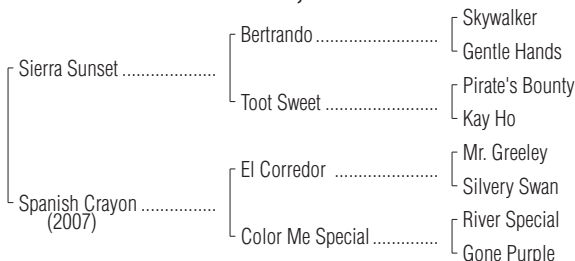 Skywalker
Bertrando ........................
Gentle Hands
Sierra Sunset ...................
Pirate's Bounty
Toot Sweet ......................
Kay Ho
Mr. Greeley
El Corredor .....................
Silvery Swan
Spanish Crayon ...............
(2007)
River Special
Color Me Special .............
Gone Purple